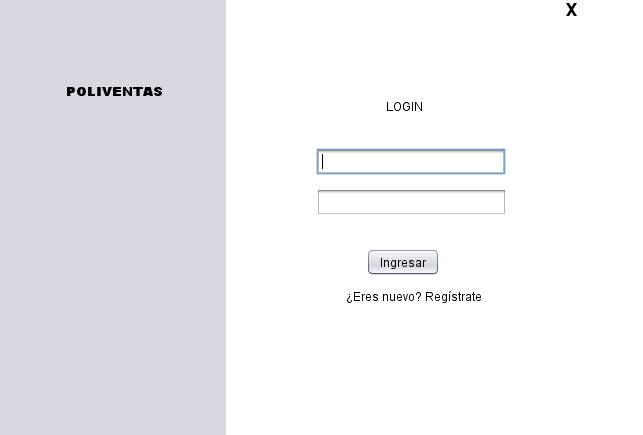 X
POLIVENTAS
LOGIN
Ingresar
¿Eres nuevo? Regístrate